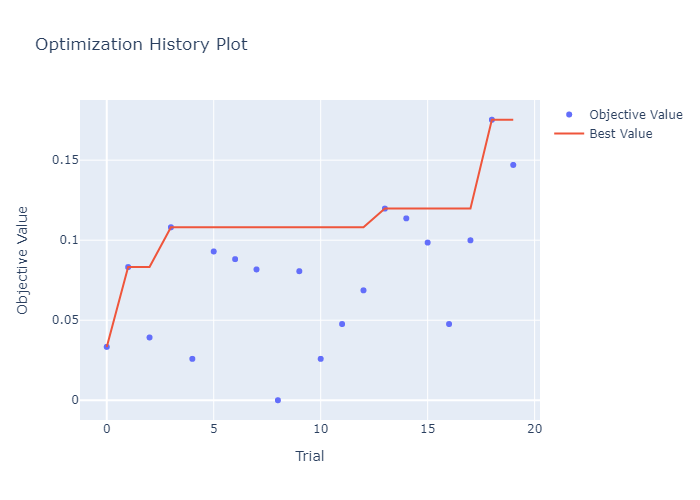 Optimization History Plot
Objective Value
Best Value
0.15
0.1
0.05
0
Objective Value
0 5 10 15 20
Trial